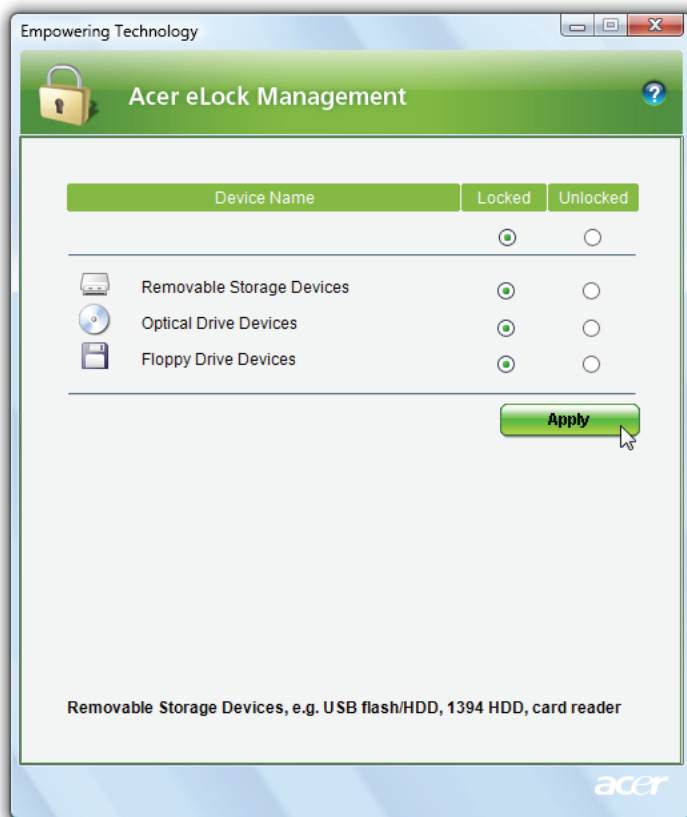 Empowering Technology
Acer eLock Management
?
Device Name Locked Unlocked
Removable Storage Devices
Optical Drive Devices
Floppy Drive Devices
Apply
Removable Storage Devices, e.g. USB flash/HDD, 1394 HDD, card reader
acer